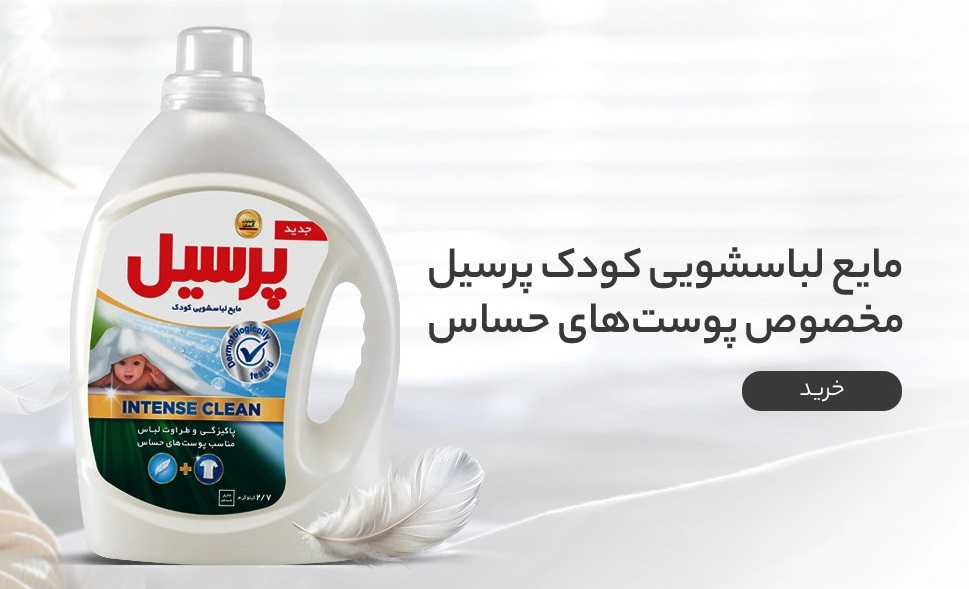 مایع لباسشویی کودک پرسیل
مخصوص پوست‌های حساس
خرید
جدید
پرسیل
مایع لباسشویی کودک
Dermatologically
tested
INTENSE CLEAN
پاکیزگی و طراوت لباس
مناسب پوست‌های حساس
۲/۷ کیلوگرم